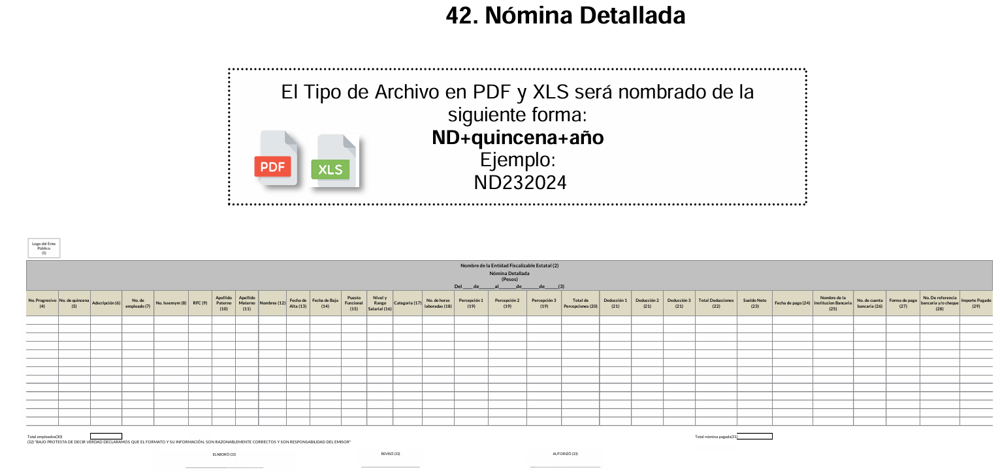 42. Nómina Detallada
El Tipo de Archivo en PDF y XLS será nombrado de la
siguiente forma:
ND+quincena+año
Ejemplo:
ND232024
PDF
XLS
Logo del Ente
Público
(1)
Nombre de la Entidad Fiscalizable Estatal (2)
Nómina Detallada
(Pesos)
Del ____de______al_______de_______de_____(3)
No. Progresivo (4)
No. de quincena (5)
Adscripción (6)
No. de empleado (7)
No. Issemym (8)
RFC (9)
Apellido Paterno (10)
Apellido Materno (11)
Nombres (12)
Fecha de Alta (13)
Fecha de Baja (14)
Puesto Funcional (15)
Nivel y Rango Salarial (16)
Categoria (17)
No. de horas laboradas (18)
Percepción 1 (19)
Percepción 2 (19)
Percepción 3 (19)
Total de Percepciones (20)
Deducción 1 (21)
Deducción 2 (21)
Deducción 3 (21)
Total Deducciones (22)
Sueldo Neto (23)
Fecha de pago (24)
Nombre de la Institucion Bancaria (25)
No. de cuenta bancaria (26)
Forma de pago (27)
No. De referencia bancaria y/o cheque (28)
Importe Pagado (29)
Total empleados(30)
Total nómina pagada(31)
(32)"BAJO PROTESTA DE DECIR VERDAD DECLARAMOS QUE EL FORMATO Y SU INFORMACIÓN, SON RAZONABLEMENTE CORRECTOS Y SON RESPONSABILIDAD DEL EMISOR"
ELABORÓ (33)
REVISÓ (33)
AUTORIZÓ (33)